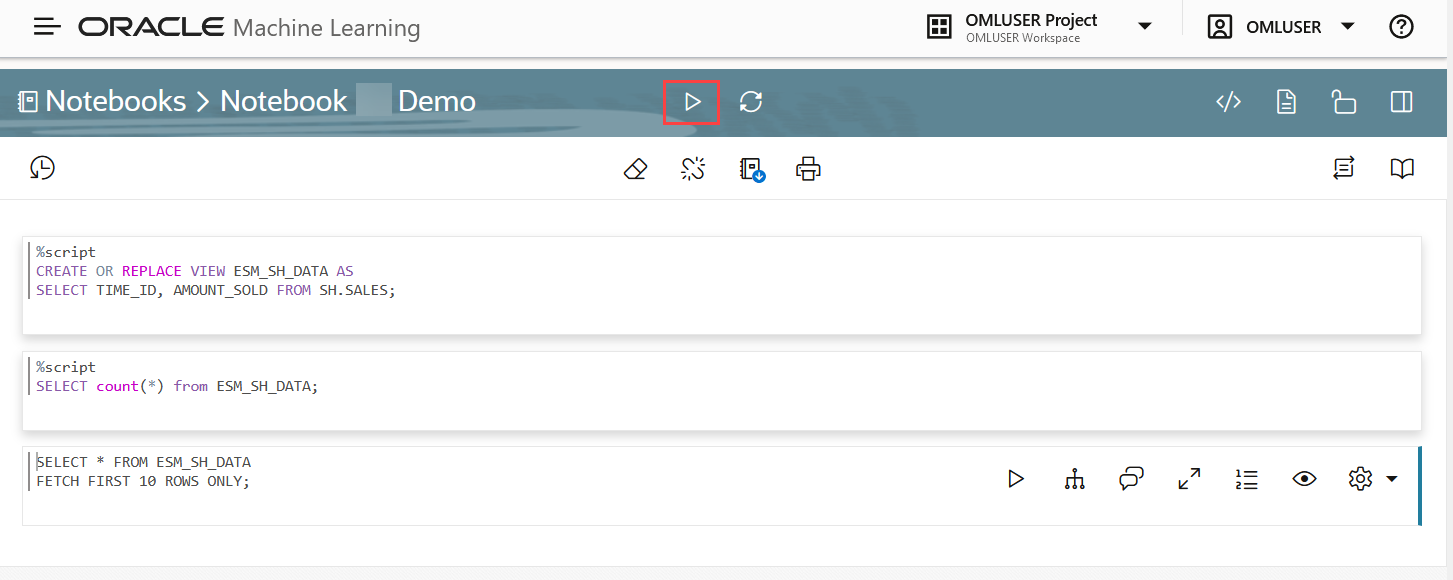 ORACLE Machine Learning
OMLUSER Project
OMLUSER Workspace
OMLUSER
Notebooks > Notebook Demo
%script
CREATE OR REPLACE VIEW ESM_SH_DATA AS
SELECT TIME_ID, AMOUNT_SOLD FROM SH.SALES;
%script
SELECT count(*) from ESM_SH_DATA;
SELECT * FROM ESM_SH_DATA
FETCH FIRST 10 ROWS ONLY;